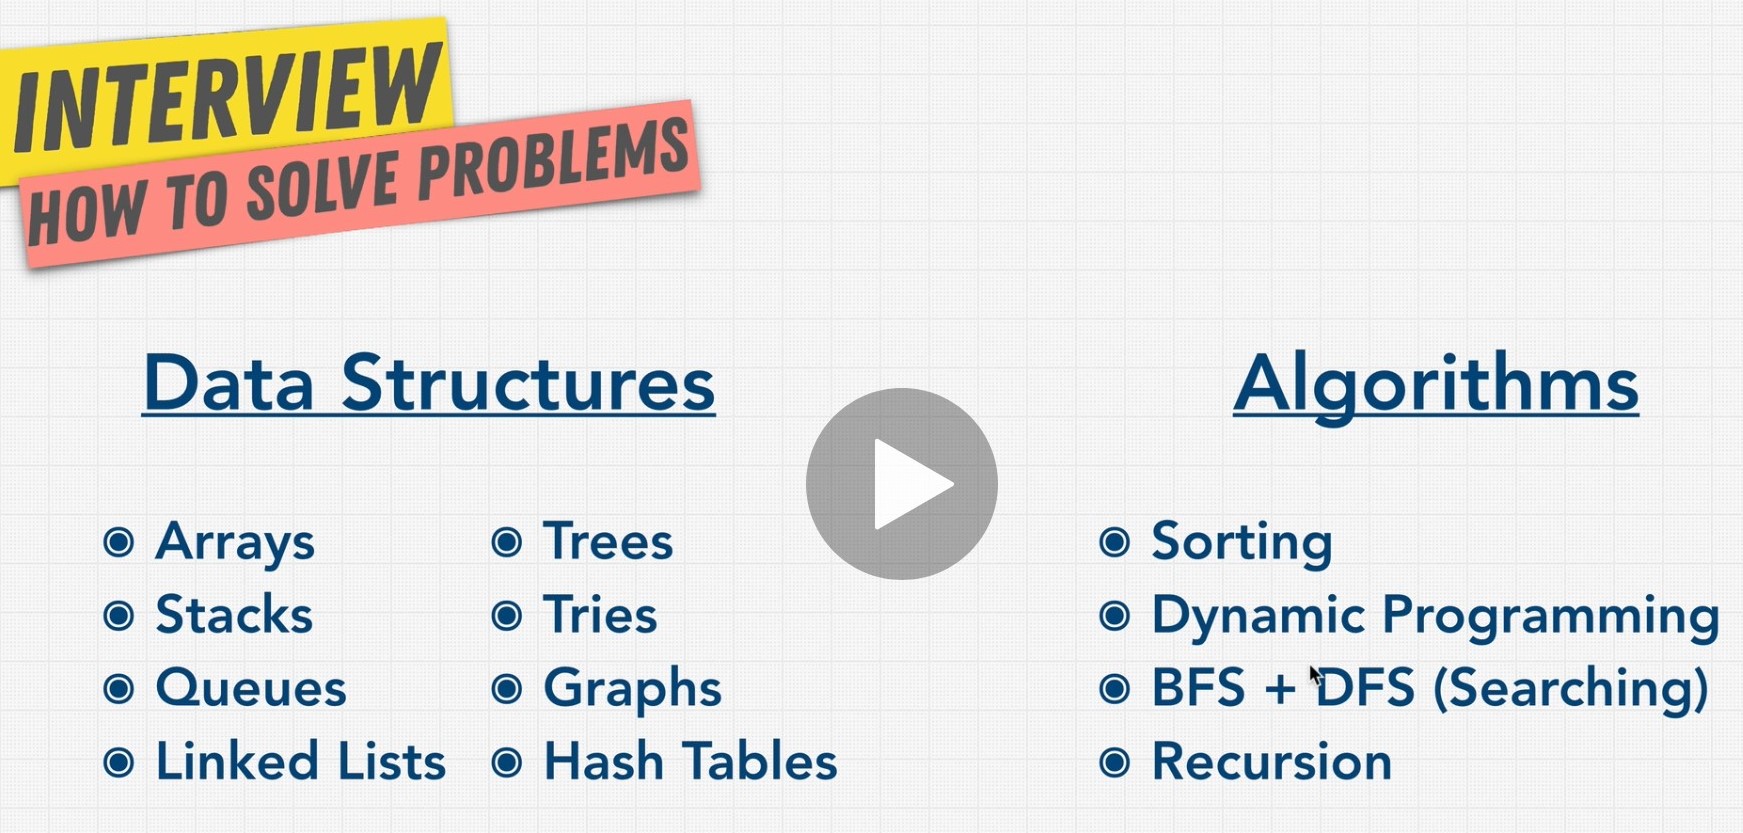 INTERVIEW
HOW TO SOLVE PROBLEMS
Data Structures
Arrays
Stacks
Queues
Linked Lists
Trees
Tries
Graphs
Hash Tables
Algorithms
Sorting
Dynamic Programming
BFS + DFS (Searching)
Recursion